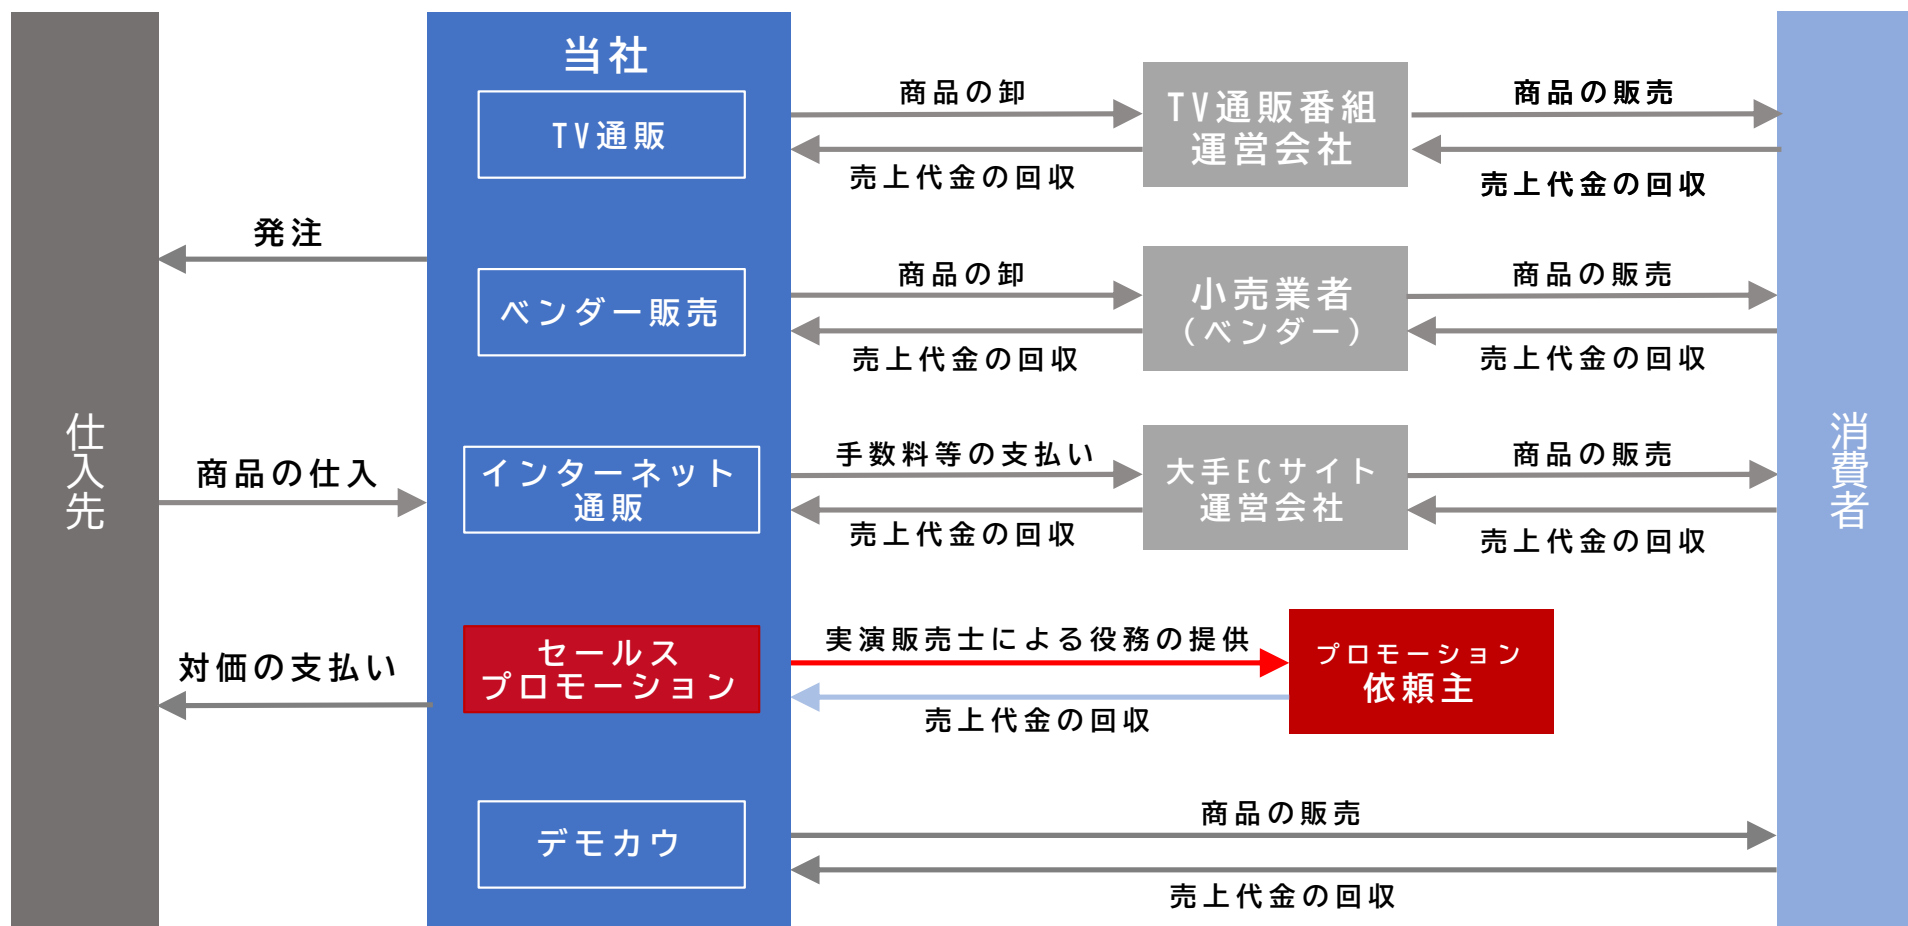 仕入先
発注
商品の仕入
対価の支払い
当社
TV通販
商品の卸
売上代金の回収
TV通販番組
運営会社
商品の販売
売上代金の回収
ベンダー販売
商品の卸
売上代金の回収
小売業者
（ベンダー）
商品の販売
売上代金の回収
インターネット
通販
手数料等の支払い
売上代金の回収
大手ECサイト
運営会社
商品の販売
売上代金の回収
セールス
プロモーション
実演販売士による役務の提供
売上代金の回収
プロモーション
依頼主
デモカウ
商品の販売
売上代金の回収
消費者